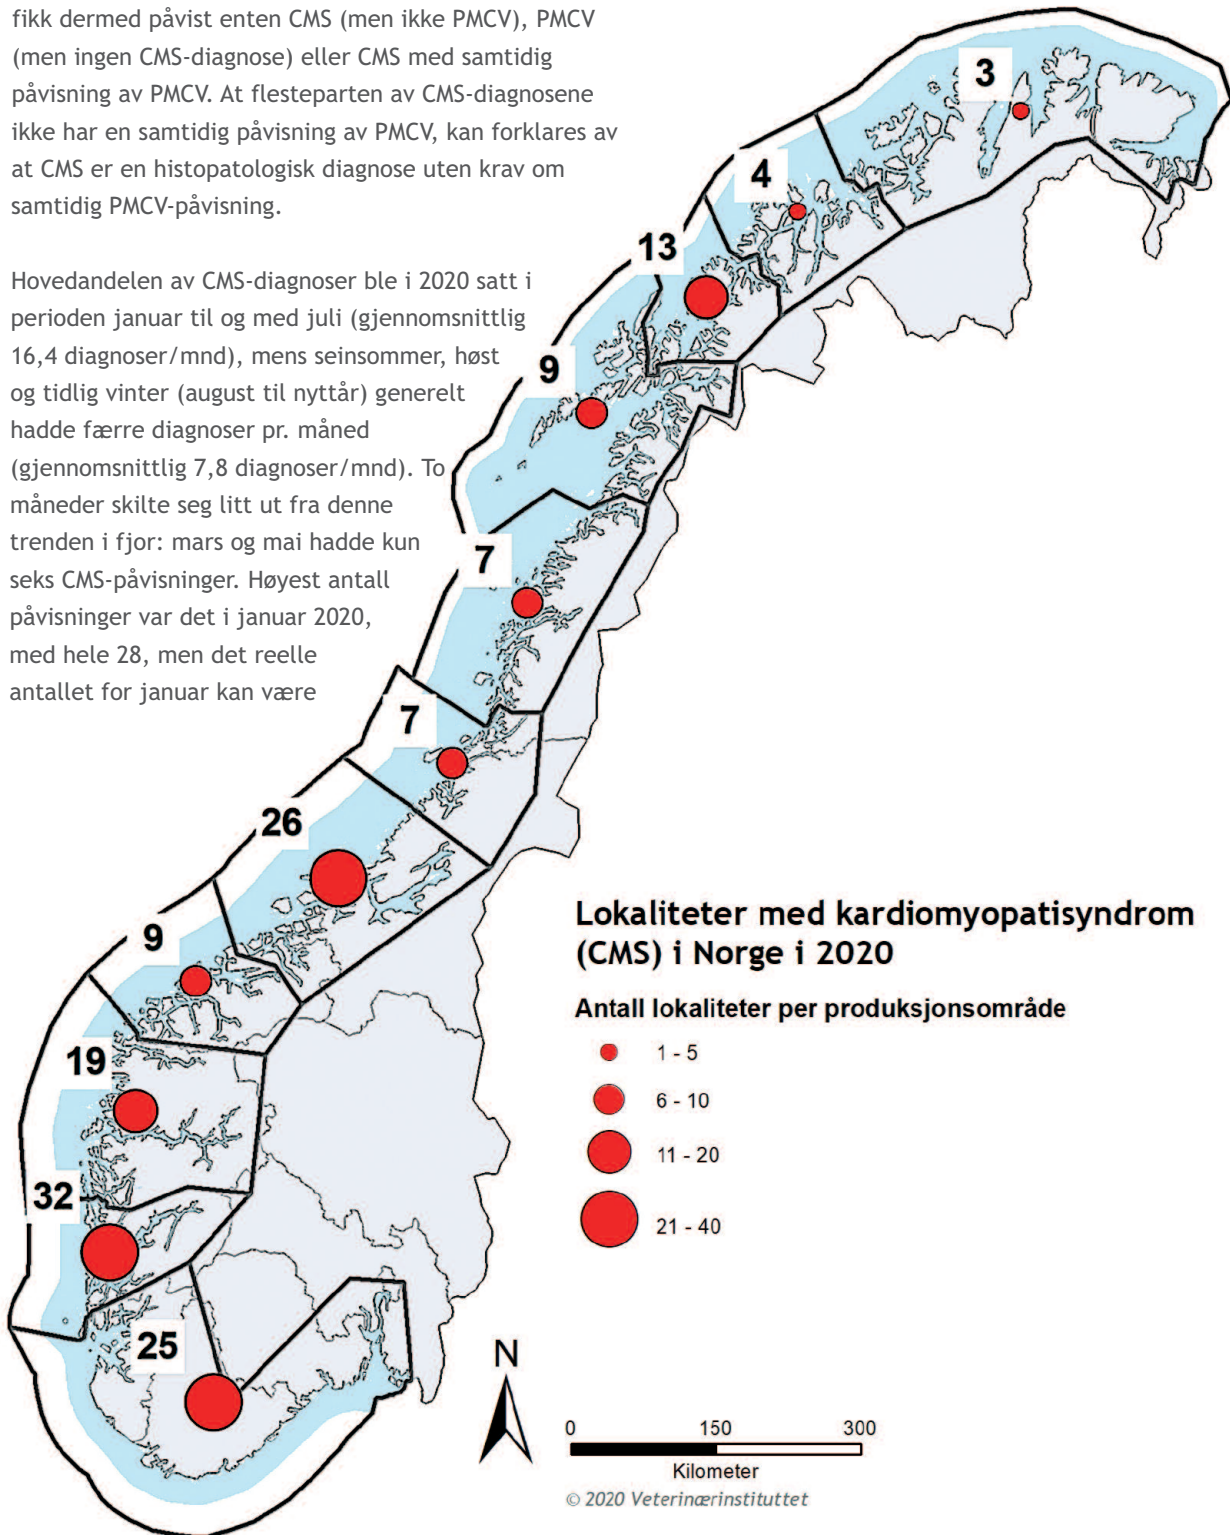 fikk dermed påvist enten CMS (men ikke PMCV), PMCV
(men ingen CMS-diagnose) eller CMS med samtidig
påvisning av PMCV. At flesteparten av CMS-diagnosene
ikke har en samtidig påvisning av PMCV, kan forklares av
at CMS er en histopatologisk diagnose uten krav om
samtidig PMCV-påvisning.
Hovedandelen av CMS-diagnoser ble i 2020 satt i
perioden januar til og med juli (gjennomsnittlig
16,4 diagnoser/mnd), mens seinsommer, høst
og tidlig vinter (august til nyttår) generelt
hadde færre diagnoser pr. måned
(gjennomsnittlig 7,8 diagnoser/mnd). To
måneder skilte seg litt ut fra denne
trenden i fjor: mars og mai hadde kun
seks CMS-påvisninger. Høyest antall
påvisninger var det i januar 2020,
med hele 28, men det reelle
antallet for januar kan være
3
4
13
9
7
7
26
9
19
32
25
Lokaliteter med kardiomyopatisyndrom
(CMS) i Norge i 2020
Antall lokaliteter per produksjonsområde
1 - 5
6 - 10
11 - 20
21 - 40
N
0 150 300
Kilometer
© 2020 Veterinærinstituttet